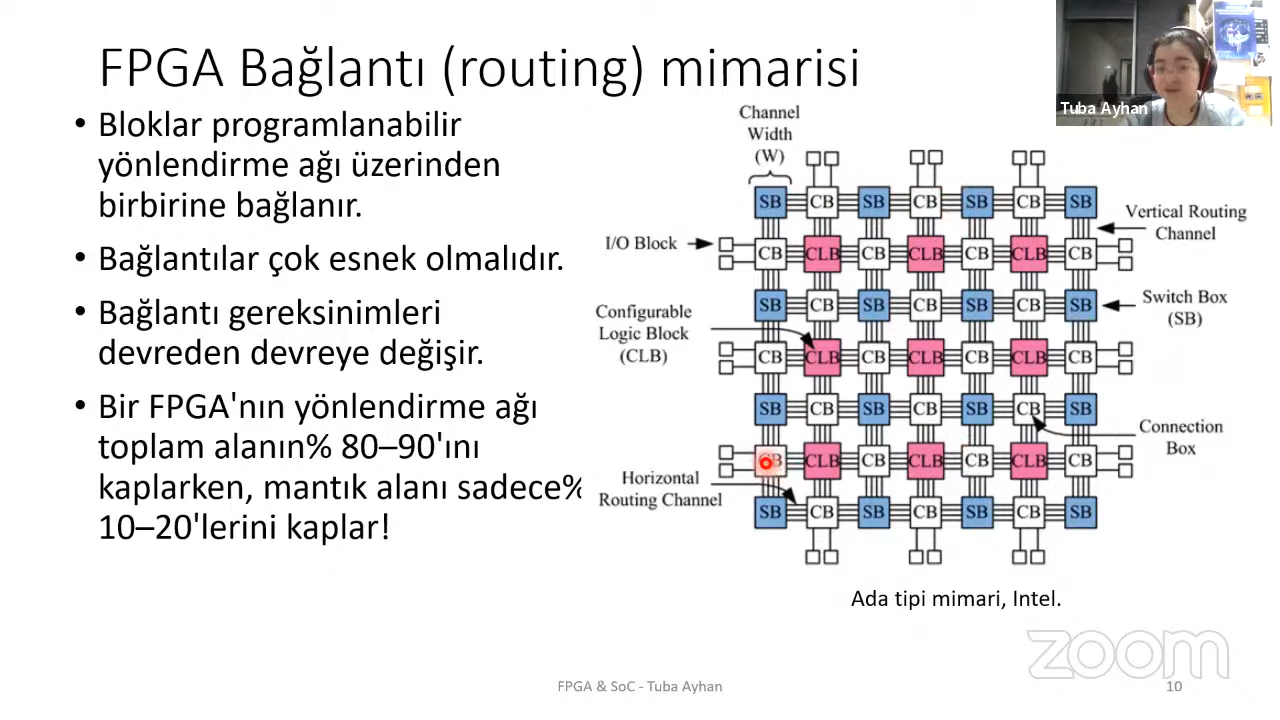 FPGA Bağlantı (routing) mimarisi
• Bloklar programlanabilir
yönlendirme ağı üzerinden
birbirine bağlanır.
• Bağlantılar çok esnek olmalıdır.
• Bağlantı gereksinimleri
devreden devreye değişir.
• Bir FPGA'nın yönlendirme ağı
toplam alanın% 80–90'ını
kaplarken, mantık alanı sadece%
10–20'lerini kaplar!
Tuba Ayhan
Channel
Width
(W)
SB CB SB CB SB CB SB
Vertical Routing
Channel
I/O Block
CB CLB CB CLB CB CLB CB
SB CB SB CB SB CB SB
Switch Box
(SB)
Configurable
Logic Block
(CLB)
CB CLB CB CLB CB CLB CB
SB CB SB CB SB CB SB
Connection
Box
CB CLB CB CLB CB CLB CB
Horizontal
Routing Channel
SB CB SB CB SB CB SB
Ada tipi mimari, Intel.
zoom
FPGA & SoC - Tuba Ayhan
10